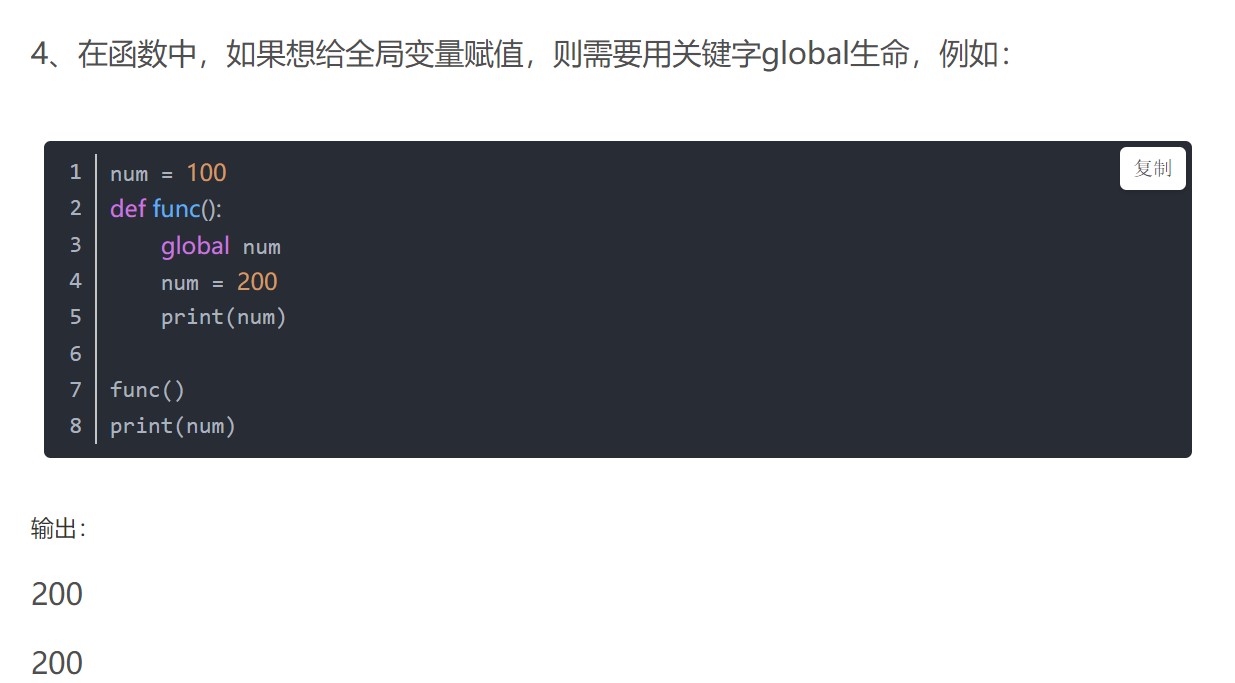 4、在函数中，如果想给全局变量赋值，则需要用关键字global生命，例如：
复制
1 num = 100
2 def func():
3     global num
4     num = 200
5     print(num)
6
7 func()
8 print(num)
输出：
200
200